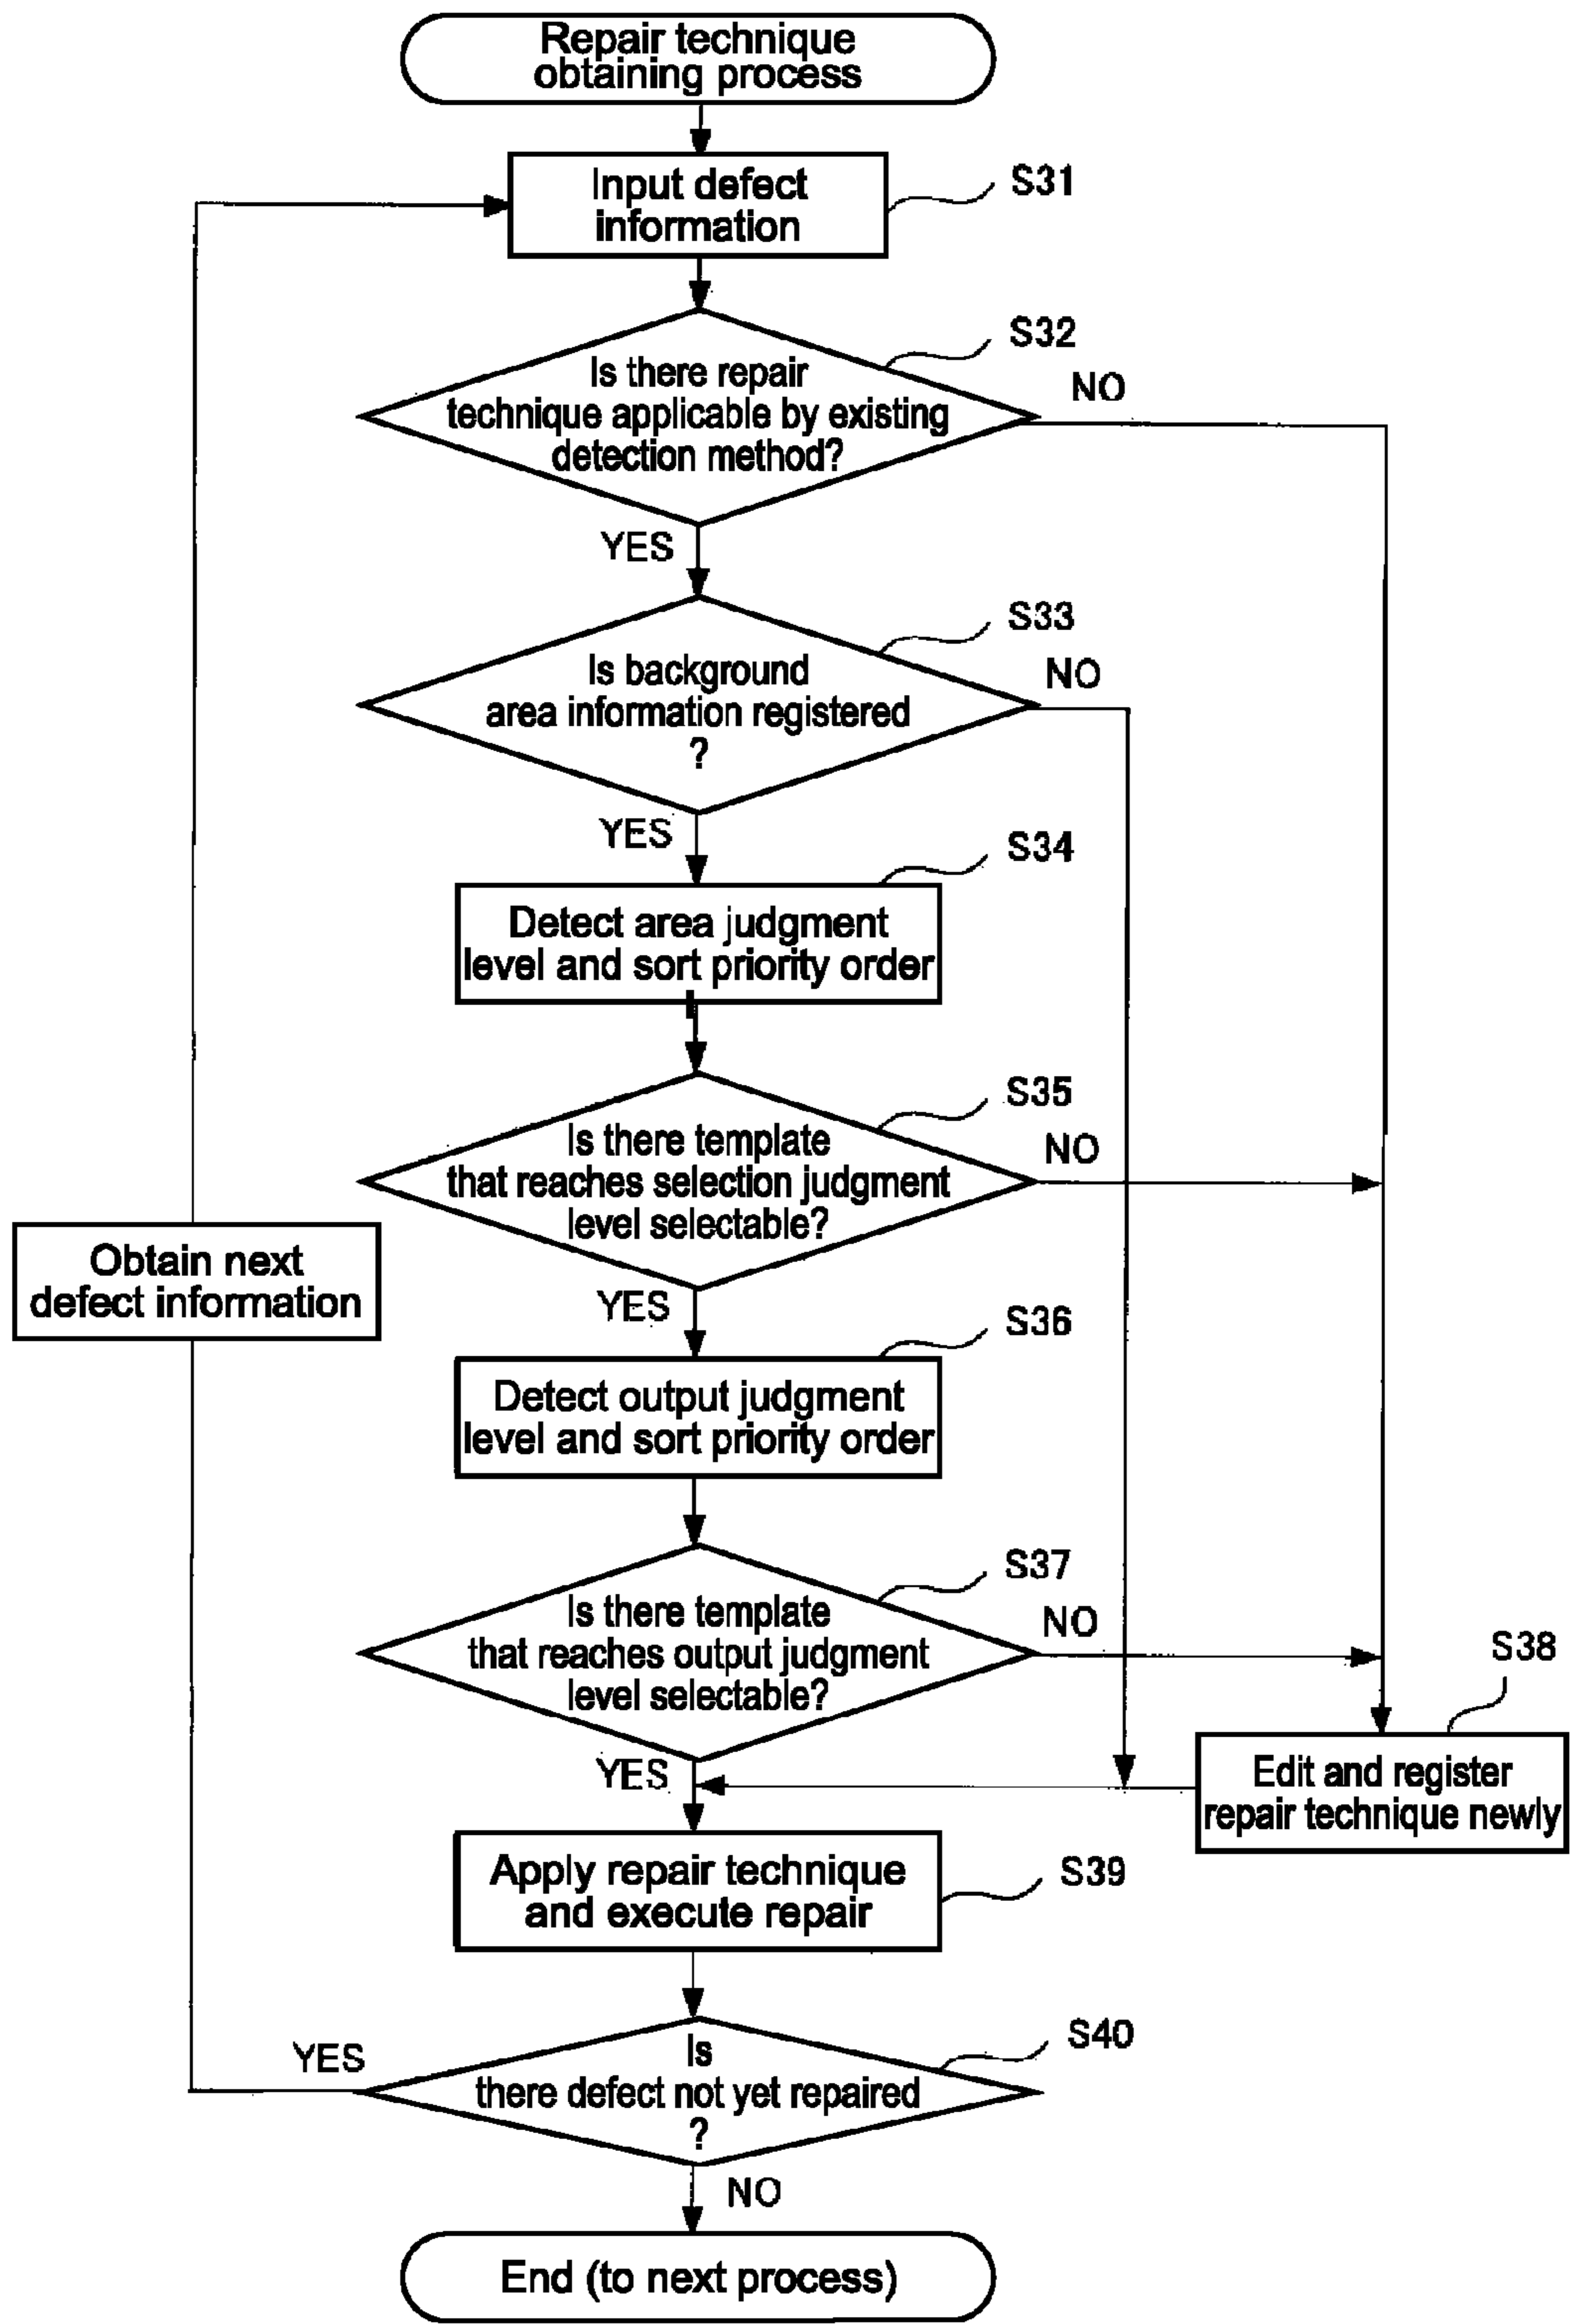 Repair technique
obtaining process
Input defect
information
S31
Is there repair
technique applicable by existing
detection method?
S32
NO
YES
Is background
area information registered
?
S33
NO
YES
Detect area judgment
level and sort priority order
S34
Is there template
that reaches selection judgment
level selectable?
S35
NO
YES
Obtain next
defect information
Detect output judgment
level and sort priority order
S36
Is there template
that reaches output judgment
level selectable?
S37
NO
YES
Edit and register
repair technique newly
S38
Apply repair technique
and execute repair
S39
Is
there defect not yet repaired
?
S40
YES
NO
End (to next process)